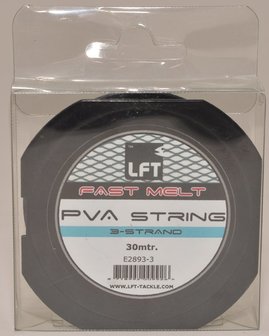 LFT
FAST MELT
PVA STRING
3-STRAND
30mtr.
E2893-3
WWW.LFT-TACKLE.COM